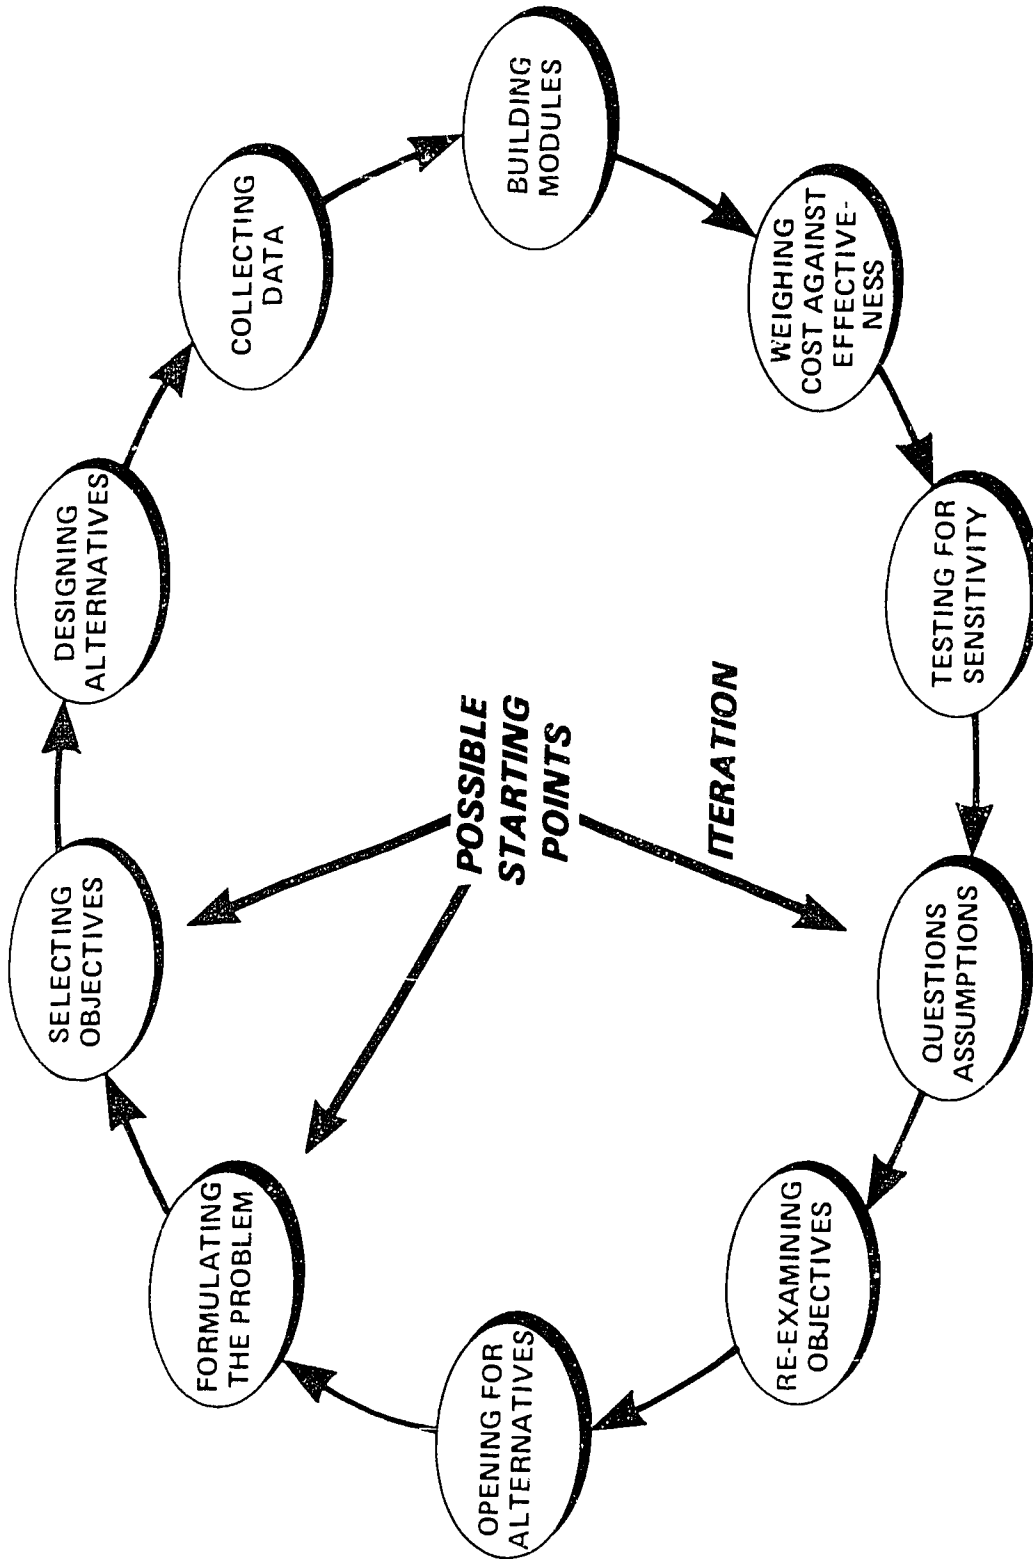 FORMULATING
THE PROBLEM
SELECTING
OBJECTIVES
DESIGNING
ALTERNATIVES
COLLECTING
DATA
BUILDING
MODULES
WEIGHING
COST AGAINST
EFFECTIVE-
NESS
TESTING FOR
SENSITIVITY
QUESTIONS
ASSUMPTIONS
RE-EXAMINING
OBJECTIVES
OPENING FOR
ALTERNATIVES
POSSIBLE
STARTING
POINTS
ITERATION